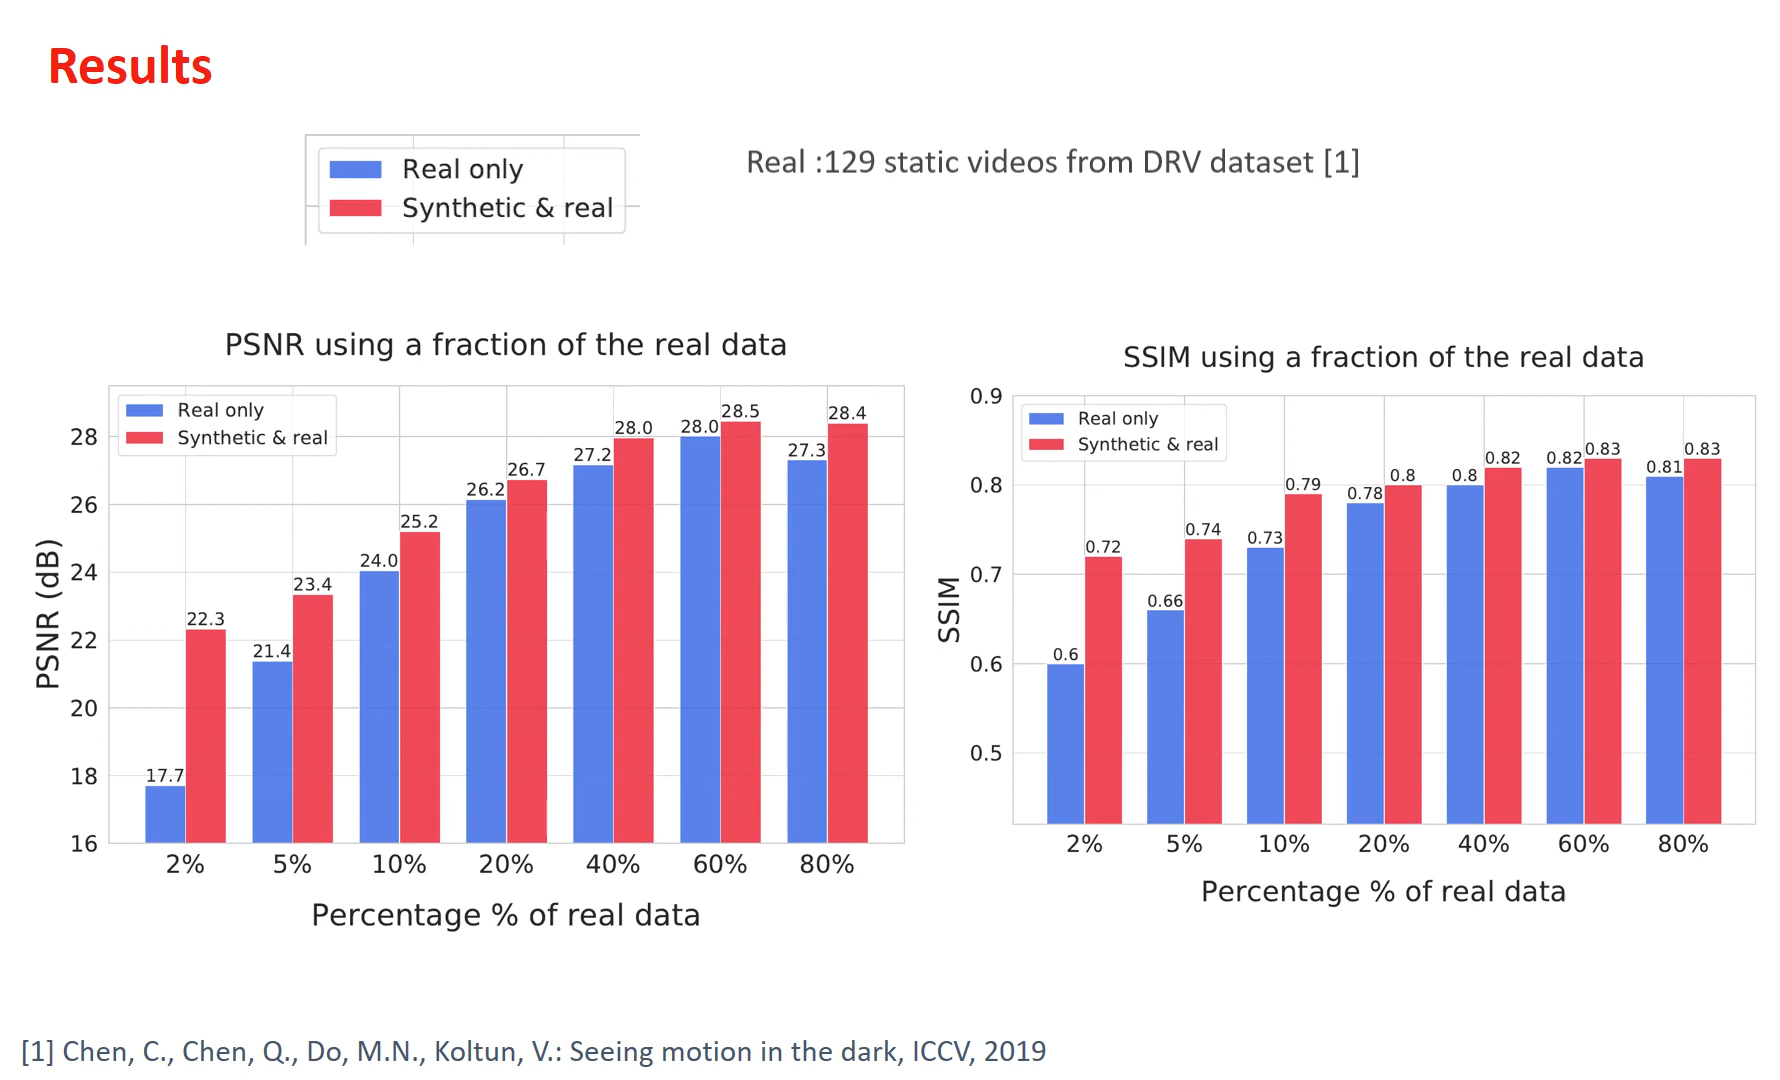 Results
Real only
Synthetic & real
Real :129 static videos from DRV dataset [1]
PSNR using a fraction of the real data
Real only
Synthetic & real
PSNR (dB)
28
26
24
22
20
18
16
17.7
22.3
21.4
23.4
24.0
25.2
26.2
26.7
27.2
28.0
28.0
28.5
27.3
28.4
2% 5% 10% 20% 40% 60% 80%
Percentage % of real data
SSIM using a fraction of the real data
Real only
Synthetic & real
SSIM
0.9
0.8
0.7
0.6
0.5
0.6
0.72
0.66
0.74
0.73
0.79
0.78
0.8
0.8
0.82
0.82
0.83
0.81
0.83
2% 5% 10% 20% 40% 60% 80%
Percentage % of real data
[1] Chen, C., Chen, Q., Do, M.N., Koltun, V.: Seeing motion in the dark, ICCV, 2019